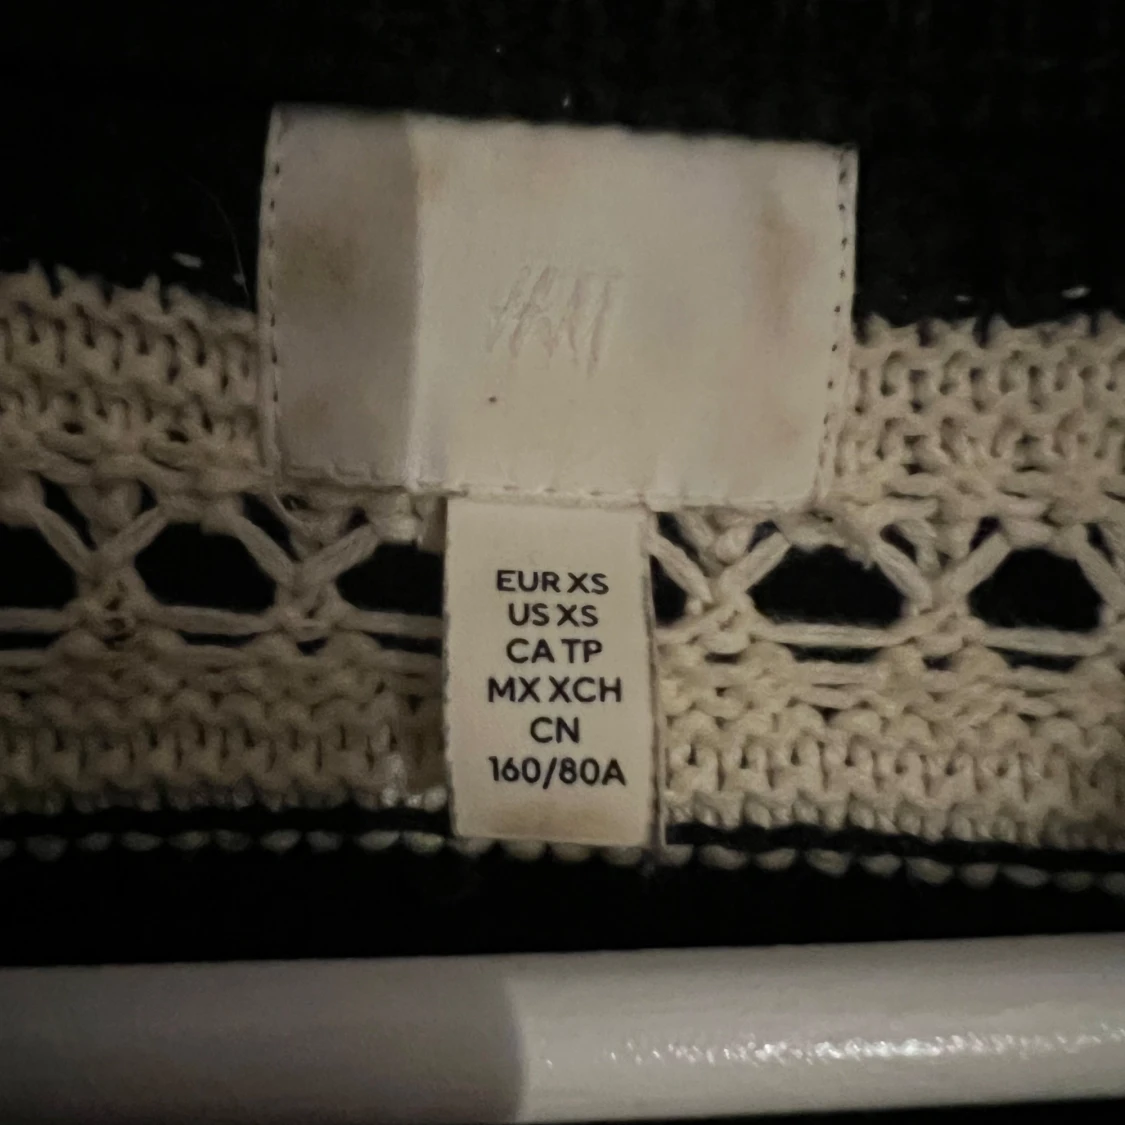 H&M
EUR XS
US XS
CA TP
MX XCH
CN
160/80A